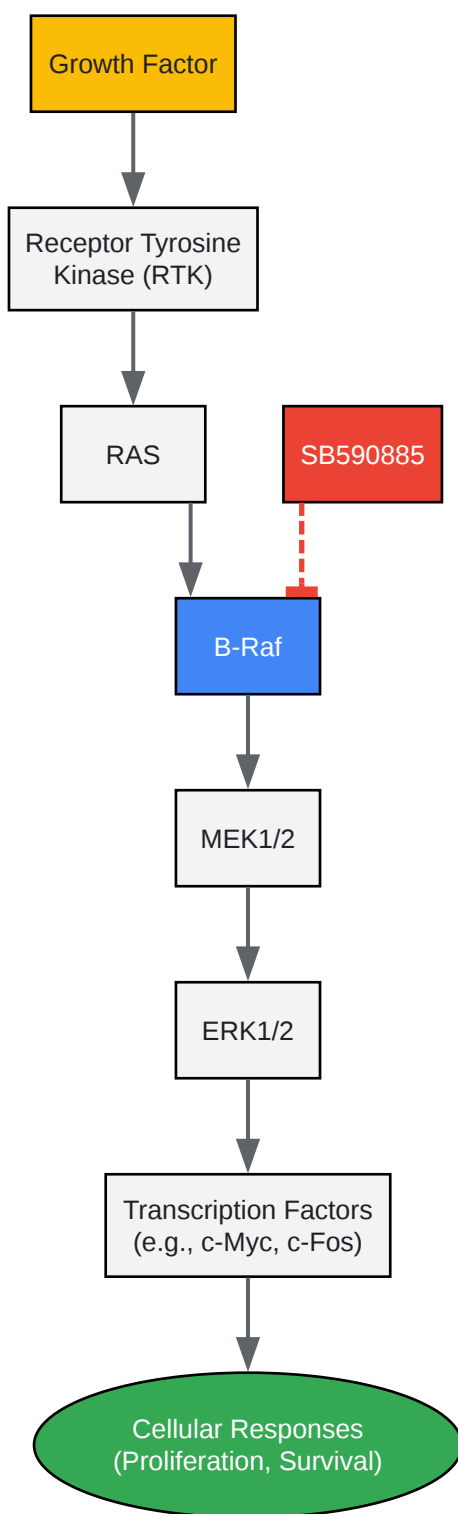 Growth Factor
Receptor Tyrosine
Kinase (RTK)
RAS
SB590885
B-Raf
MEK1/2
ERK1/2
Transcription Factors
(e.g., c-Myc, c-Fos)
Cellular Responses
(Proliferation, Survival)